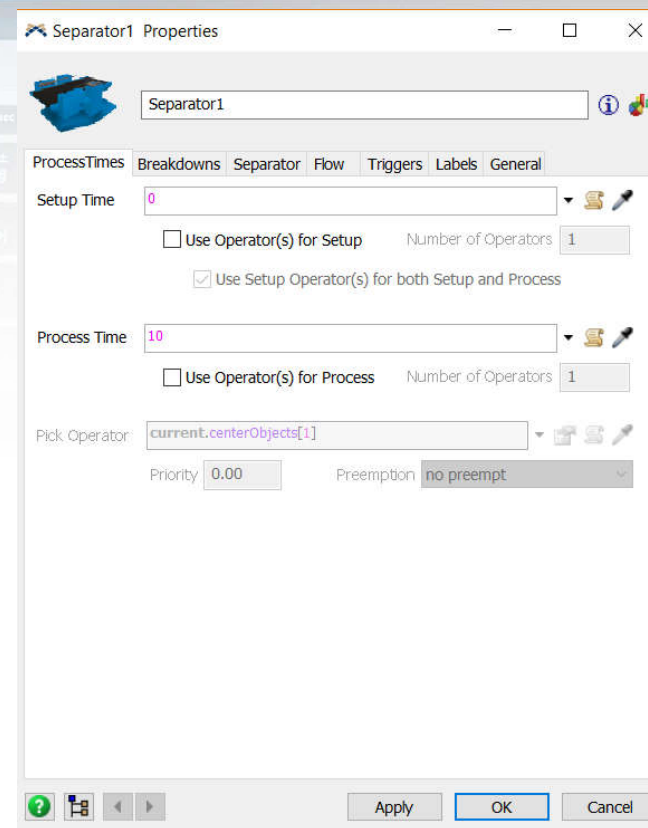 Separator1 Properties
Separator1
ProcessTimes Breakdowns Separator Flow Triggers Labels General
Setup Time 0
Use Operator(s) for Setup Number of Operators 1
Use Setup Operator(s) for both Setup and Process
Process Time 10
Use Operator(s) for Process Number of Operators 1
Pick Operator current.centerObjects[1]
Priority 0.00 Preemption no preempt
Apply OK Cancel